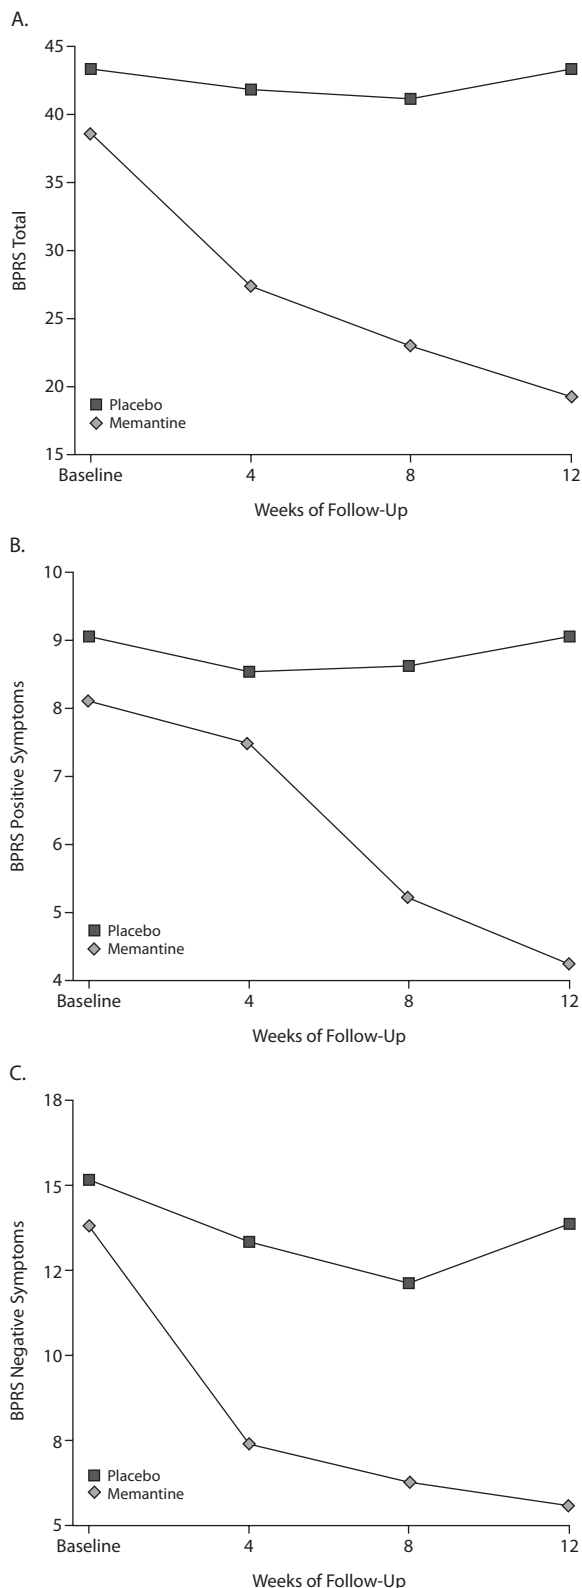 A.
45
40
35
30
25
20
15
BPRS Total
Placebo
Memantine
Baseline 4 8 12
Weeks of Follow-Up
B.
10
9
8
7
6
5
4
BPRS Positive Symptoms
Placebo
Memantine
Baseline 4 8 12
Weeks of Follow-Up
C.
18
15
12
10
8
5
BPRS Negative Symptoms
Placebo
Memantine
Baseline 4 8 12
Weeks of Follow-Up